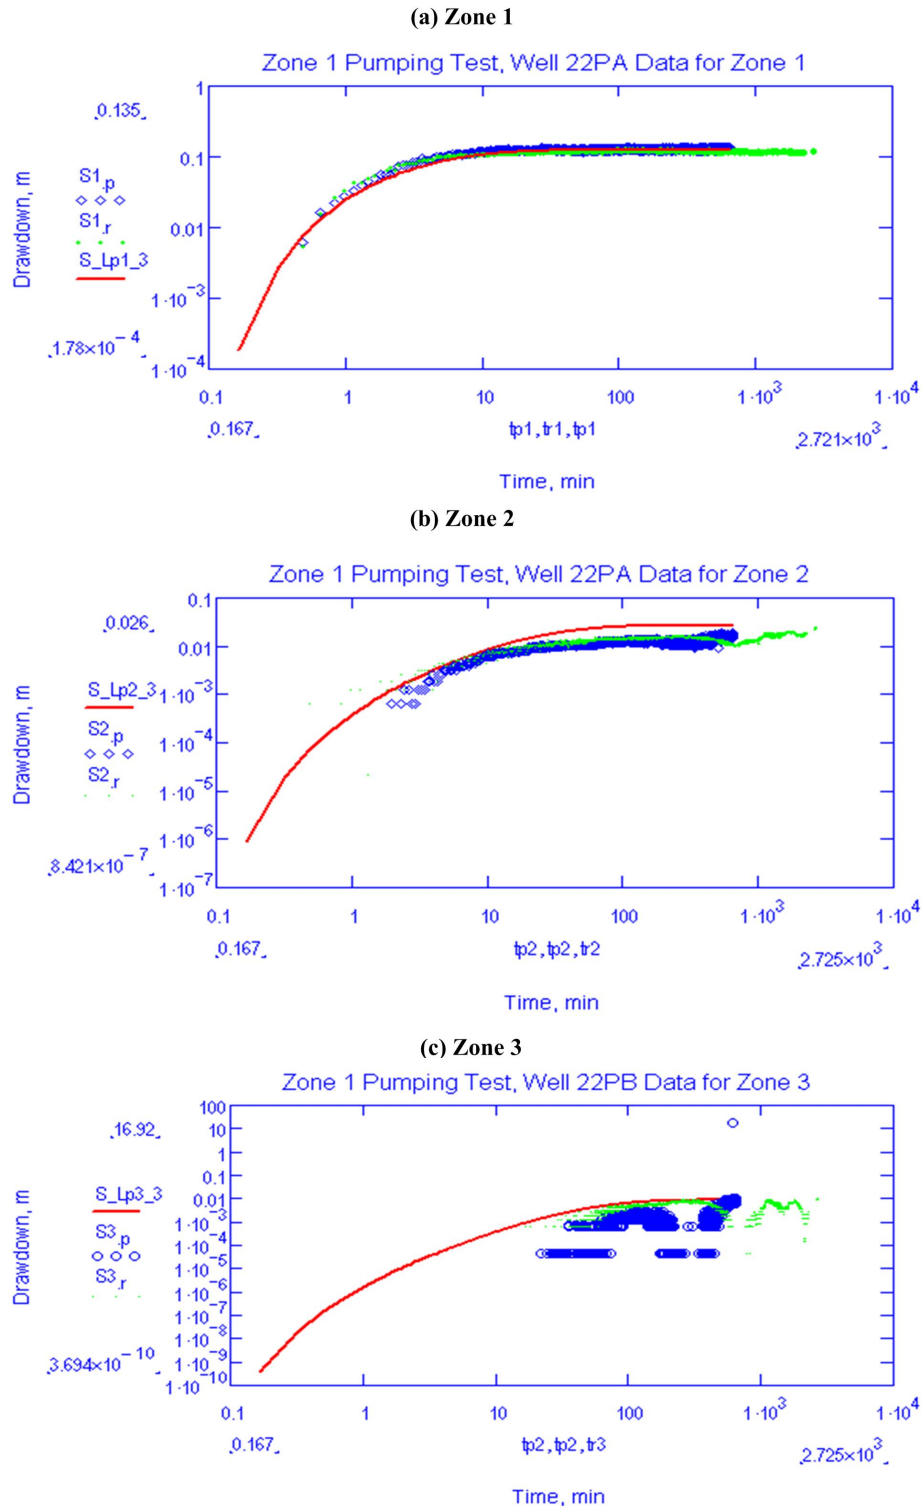 (a) Zone 1
Zone 1 Pumping Test, Well 22PA Data for Zone 1
0.135
S1.p
S1.r
S_Lp1_3
1.78×10⁻⁴
Drawdown, m
1
0.1
0.01
1·10⁻³
1·10⁻⁴
0.1 1 10 100 1·10³ 1·10⁴
0.167 tp1,tr1,tp1 2.721×10³
Time, min
(b) Zone 2
Zone 1 Pumping Test, Well 22PA Data for Zone 2
0.026
S_Lp2_3
S2.p
S2.r
8.421×10⁻⁷
Drawdown, m
0.1
0.01
1·10⁻³
1·10⁻⁴
1·10⁻⁵
1·10⁻⁶
1·10⁻⁷
0.1 1 10 100 1·10³ 1·10⁴
0.167 tp2,tp2,tr2 2.725×10³
Time, min
(c) Zone 3
Zone 1 Pumping Test, Well 22PB Data for Zone 3
16.92
S_Lp3_3
S3.p
S3.r
3.694×10⁻¹⁰
Drawdown, m
100
10
1
0.1
0.01
1·10⁻³
1·10⁻⁴
1·10⁻⁵
1·10⁻⁶
1·10⁻⁷
1·10⁻⁸
1·10⁻⁹
1·10⁻¹⁰
0.1 1 10 100 1·10³ 1·10⁴
0.167 tp2,tp2,tr3 2.725×10³
Time, min